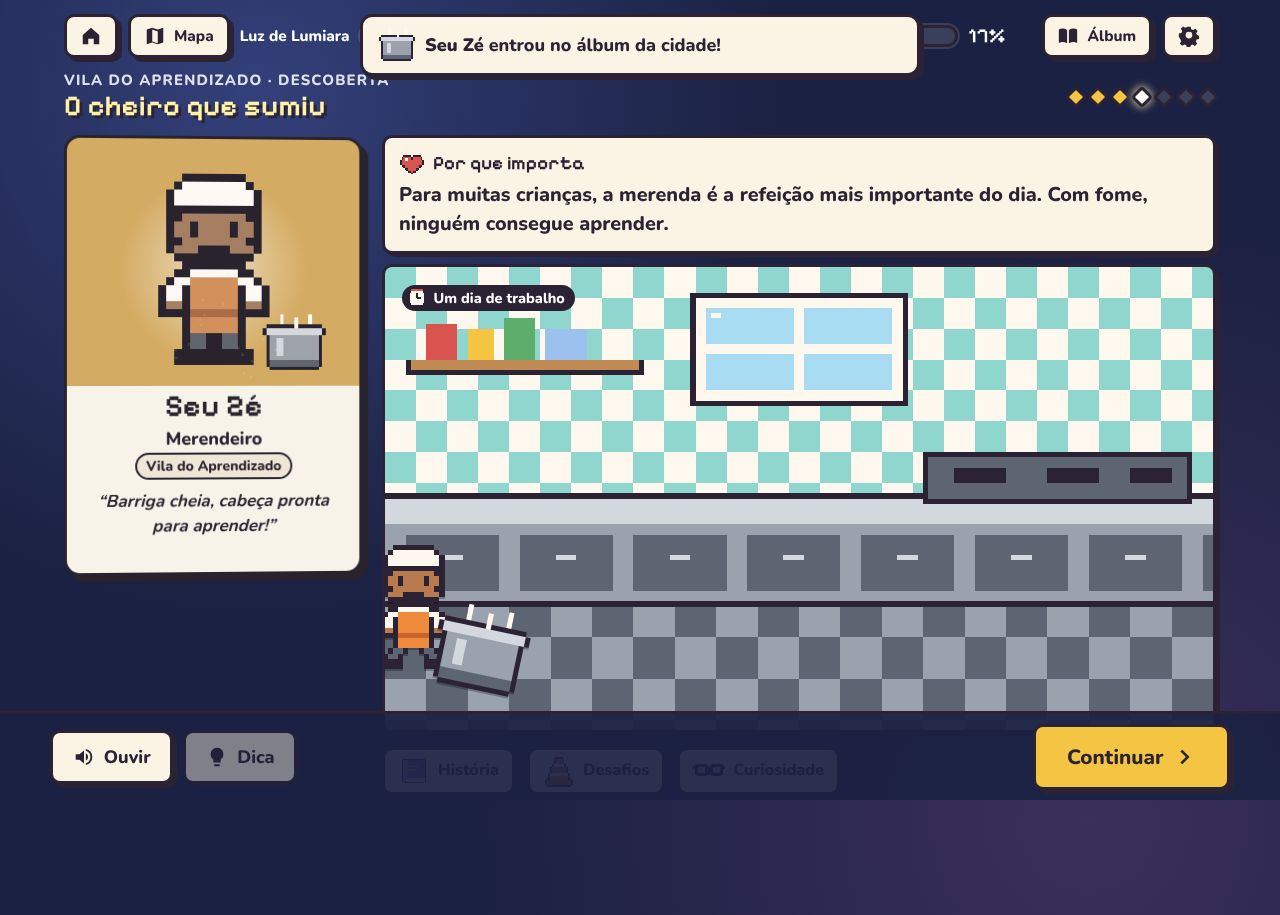 Mapa
Luz de Lumiara
Seu Zé entrou no álbum da cidade!
17%
Álbum
VILA DO APRENDIZADO · DESCOBERTA
O cheiro que sumiu
Por que importa
Para muitas crianças, a merenda é a refeição mais importante do dia. Com fome,
ninguém consegue aprender.
Um dia de trabalho
Seu Zé
Merendeiro
Vila do Aprendizado
“Barriga cheia, cabeça pronta
para aprender!”
Ouvir
Dica
História
Desafios
Curiosidade
Continuar